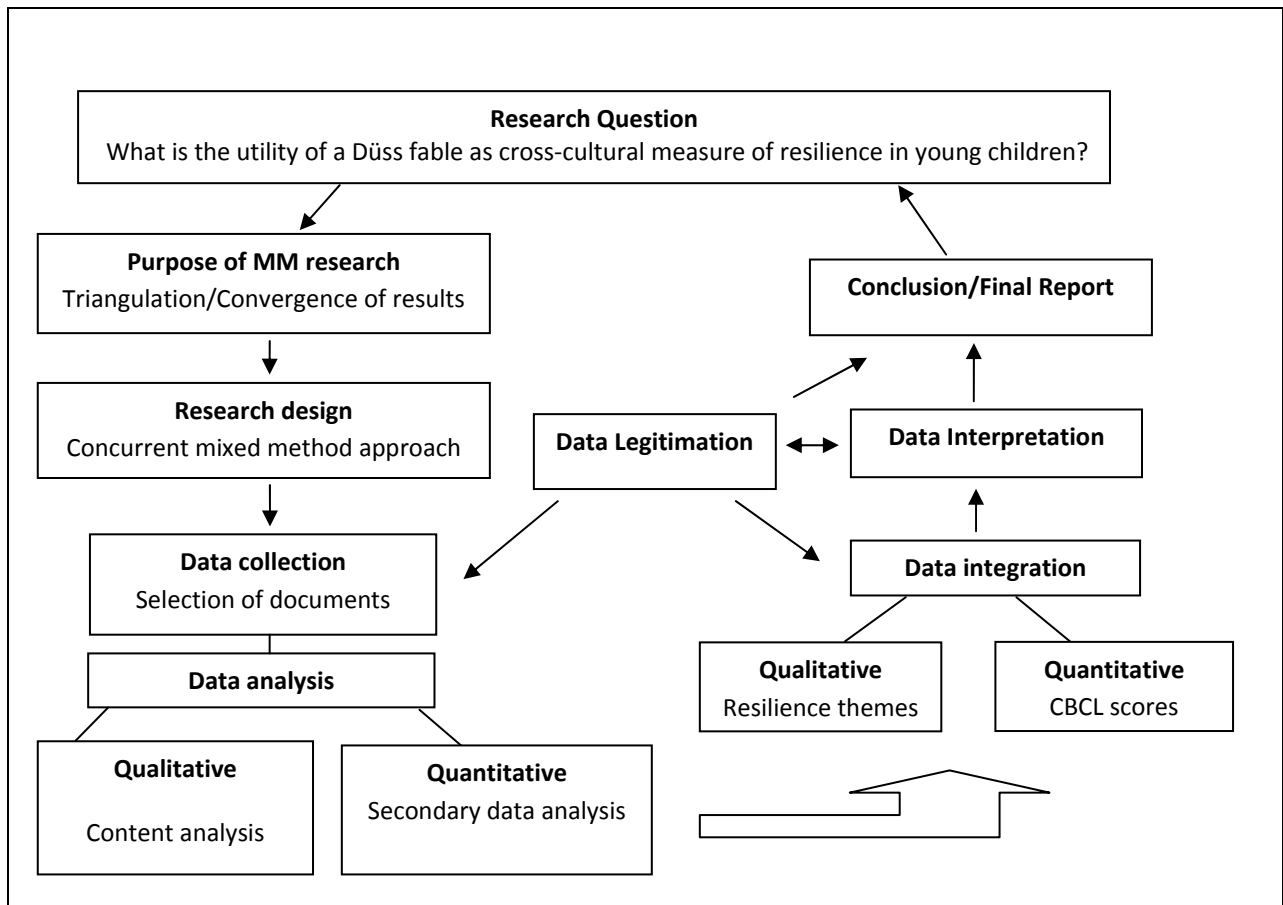 Research Question
What is the utility of a Düss fable as cross-cultural measure of resilience in young children?
Purpose of MM research
Triangulation/Convergence of results
Conclusion/Final Report
Research design
Concurrent mixed method approach
Data Legitimation
Data Interpretation
Data collection
Selection of documents
Data integration
Data analysis
Qualitative
Resilience themes
Quantitative
CBCL scores
Qualitative
Content analysis
Quantitative
Secondary data analysis